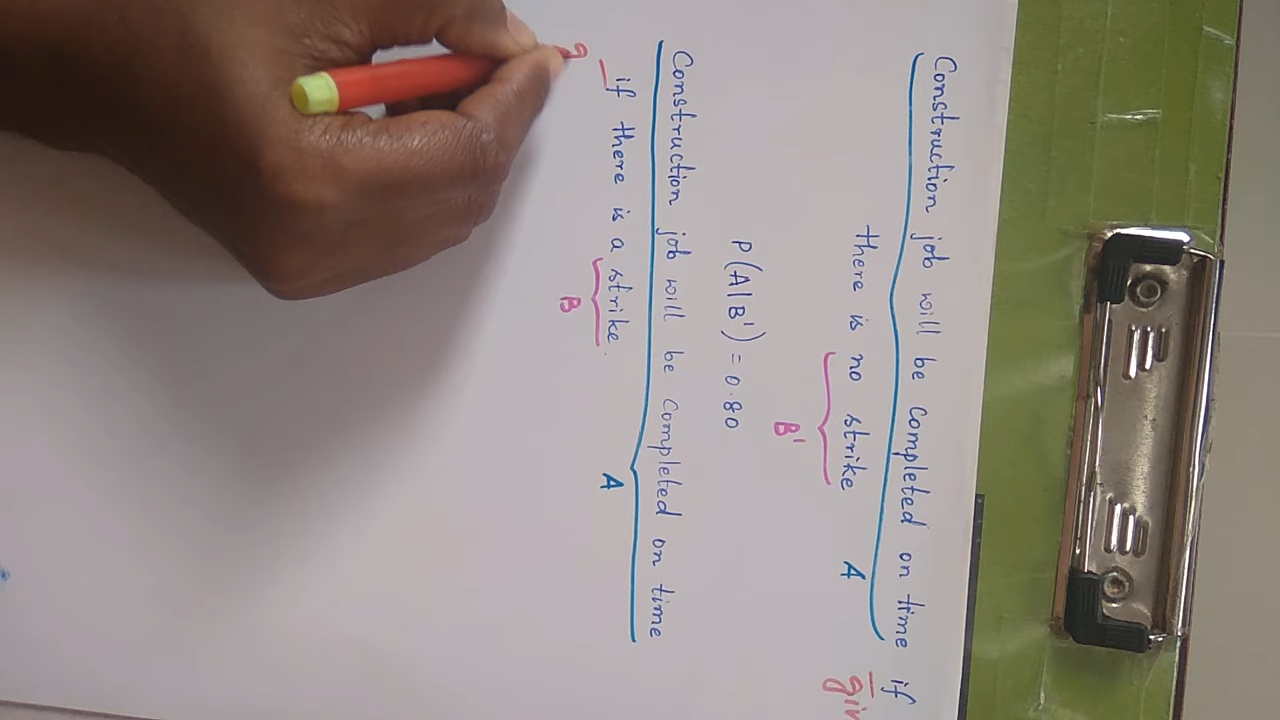 Construction job will be completed on time if
A
there is no strike
B'
P(A|B') = 0.80
Construction job will be completed on time
A
if there is a strike.
B
g